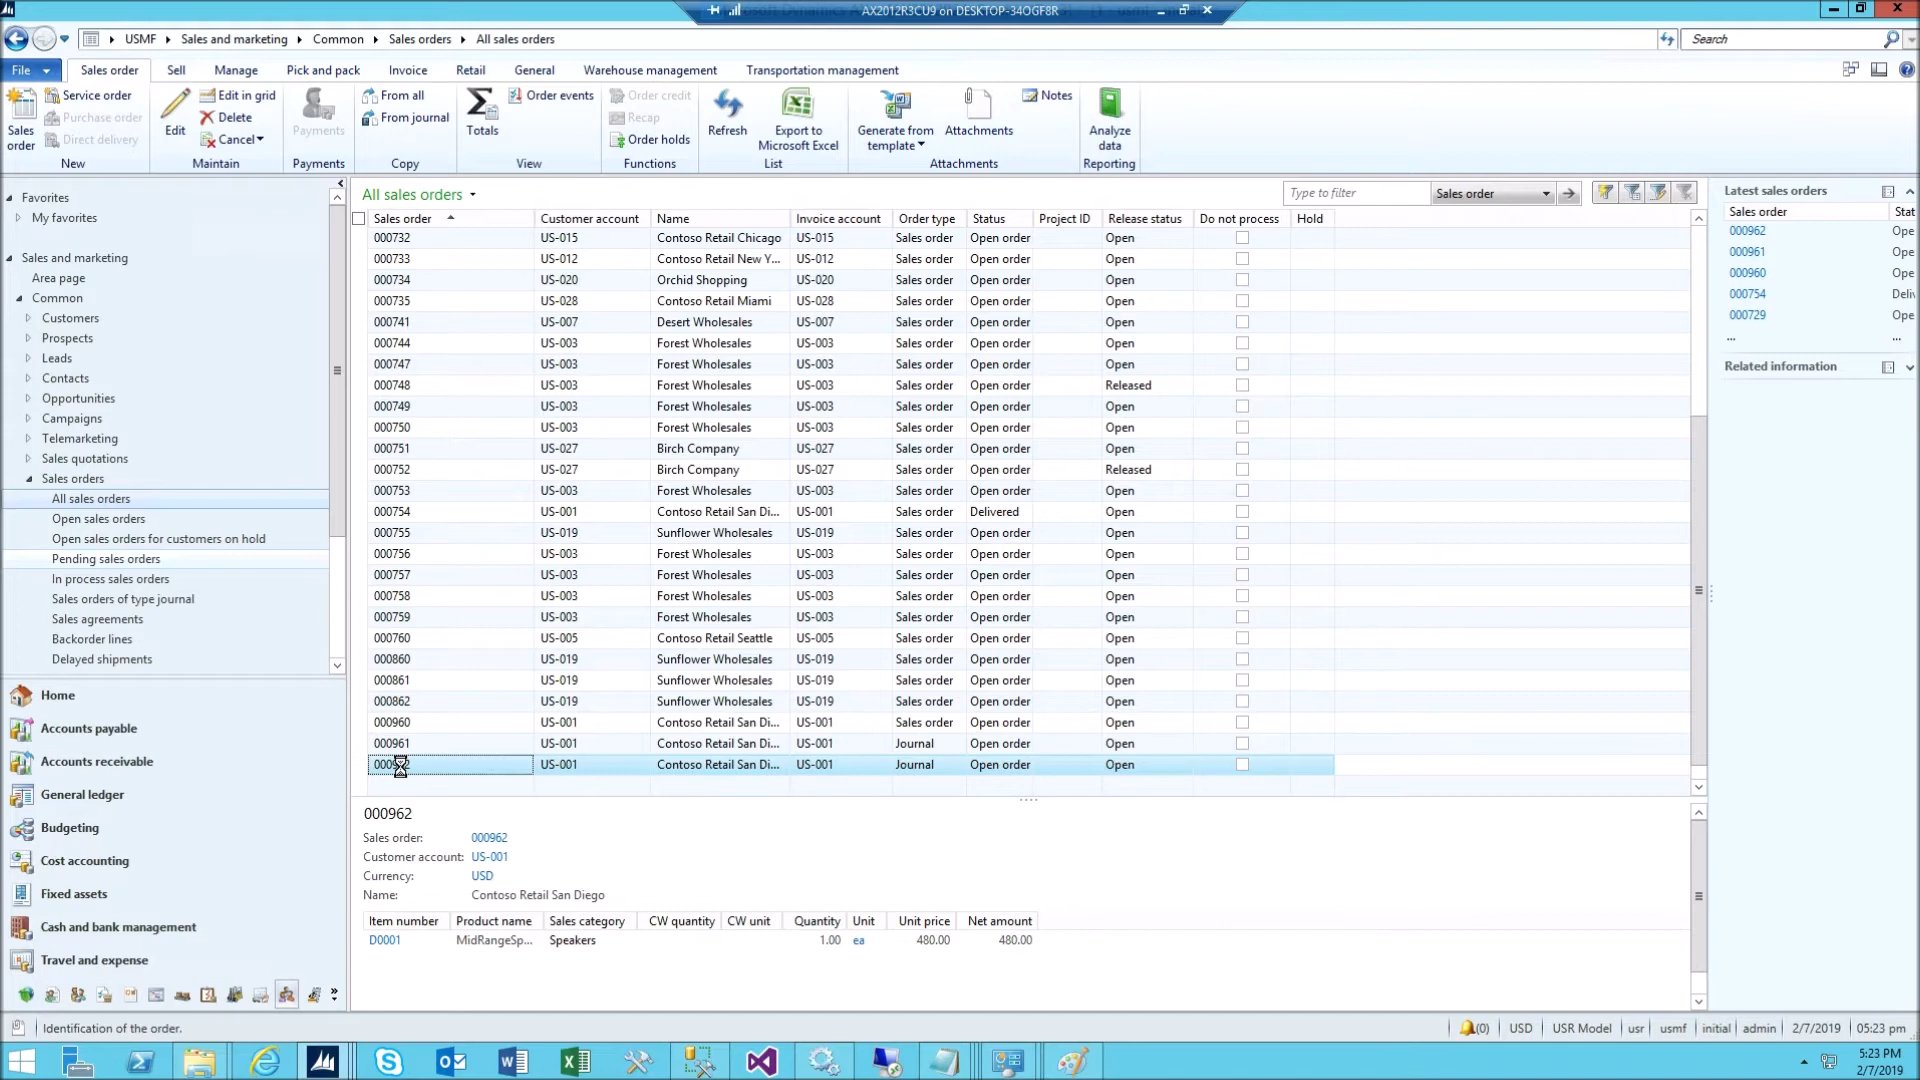 AX2012R3CU9 on DESKTOP-34OGF8R
USMF Sales and marketing Common Sales orders All sales orders
Search
File Sales order Sell Manage Pick and pack Invoice Retail General Warehouse management Transportation management
Sales order
Service order
Purchase order
Direct delivery
New
Edit
Edit in grid
Delete
Cancel
Maintain
Payments
Payments
From all
From journal
Copy
Totals
Order events
View
Order credit
Recap
Order holds
Functions
Refresh
Export to Microsoft Excel
List
Generate from template
Attachments
Notes
Attachments
Analyze data
Reporting
Favorites
My favorites
Sales and marketing
Area page
Common
Customers
Prospects
Leads
Contacts
Opportunities
Campaigns
Telemarketing
Sales quotations
Sales orders
All sales orders
Open sales orders
Open sales orders for customers on hold
Pending sales orders
In process sales orders
Sales orders of type journal
Sales agreements
Backorder lines
Delayed shipments
Home
Accounts payable
Accounts receivable
General ledger
Budgeting
Cost accounting
Fixed assets
Cash and bank management
Travel and expense
All sales orders
Type to filter
Sales order
Sales order Customer account Name Invoice account Order type Status Project ID Release status Do not process Hold
000732 US-015 Contoso Retail Chicago US-015 Sales order Open order Open
000733 US-012 Contoso Retail New Y... US-012 Sales order Open order Open
000734 US-020 Orchid Shopping US-020 Sales order Open order Open
000735 US-028 Contoso Retail Miami US-028 Sales order Open order Open
000741 US-007 Desert Wholesales US-007 Sales order Open order Open
000744 US-003 Forest Wholesales US-003 Sales order Open order Open
000747 US-003 Forest Wholesales US-003 Sales order Open order Open
000748 US-003 Forest Wholesales US-003 Sales order Open order Released
000749 US-003 Forest Wholesales US-003 Sales order Open order Open
000750 US-003 Forest Wholesales US-003 Sales order Open order Open
000751 US-027 Birch Company US-027 Sales order Open order Open
000752 US-027 Birch Company US-027 Sales order Open order Released
000753 US-003 Forest Wholesales US-003 Sales order Open order Open
000754 US-001 Contoso Retail San Di... US-001 Sales order Delivered Open
000755 US-019 Sunflower Wholesales US-019 Sales order Open order Open
000756 US-003 Forest Wholesales US-003 Sales order Open order Open
000757 US-003 Forest Wholesales US-003 Sales order Open order Open
000758 US-003 Forest Wholesales US-003 Sales order Open order Open
000759 US-003 Forest Wholesales US-003 Sales order Open order Open
000760 US-005 Contoso Retail Seattle US-005 Sales order Open order Open
000860 US-019 Sunflower Wholesales US-019 Sales order Open order Open
000861 US-019 Sunflower Wholesales US-019 Sales order Open order Open
000862 US-019 Sunflower Wholesales US-019 Sales order Open order Open
000960 US-001 Contoso Retail San Di... US-001 Sales order Open order Open
000961 US-001 Contoso Retail San Di... US-001 Journal Open order Open
US-001 Contoso Retail San Di... US-001 Journal Open order Open
000962
Sales order: 000962
Customer account: US-001
Currency: USD
Name: Contoso Retail San Diego
Item number Product name Sales category CW quantity CW unit Quantity Unit Unit price Net amount
D0001 MidRangeSp... Speakers 1.00 ea 480.00 480.00
Latest sales orders
Sales order Stat
000962 Ope
000961 Ope
000960 Ope
000754 Deliv
000729 Ope
... ...
Related information
Identification of the order.
(0) USD USR Model usr usmf initial admin 2/7/2019 05:23 pm
5:23 PM
2/7/2019